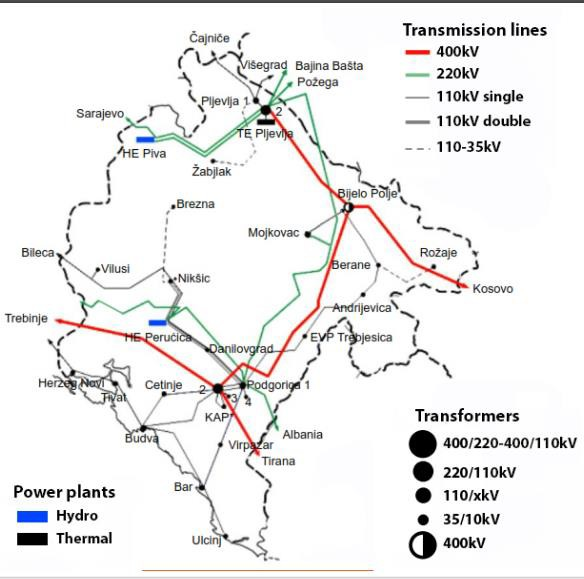 Čajniče
Transmission lines
400kV
220kV
110kV single
110kV double
110-35kV
Višegrad
Bajina Bašta
Požega
Pljevlja 1
2
TE Pljevlja
Sarajevo
HE Piva
Žabljak
Brezna
Bijelo Polje
Mojkovac
Berane
Rožaje
Kosovo
Bileca
Vilusi
Nikšic
Andrijevica
Trebinje
HE Perućica
Danilovgrad
EVP Trebjesica
Herzeg Novi
Tivat
Cetinje
2
Podgorica 1
3
4
KAP
Budva
Virpazar
Albania
Tirana
Bar
Ulcinj
Transformers
400/220-400/110kV
220/110kV
110/xkV
35/10kV
400kV
Power plants
Hydro
Thermal